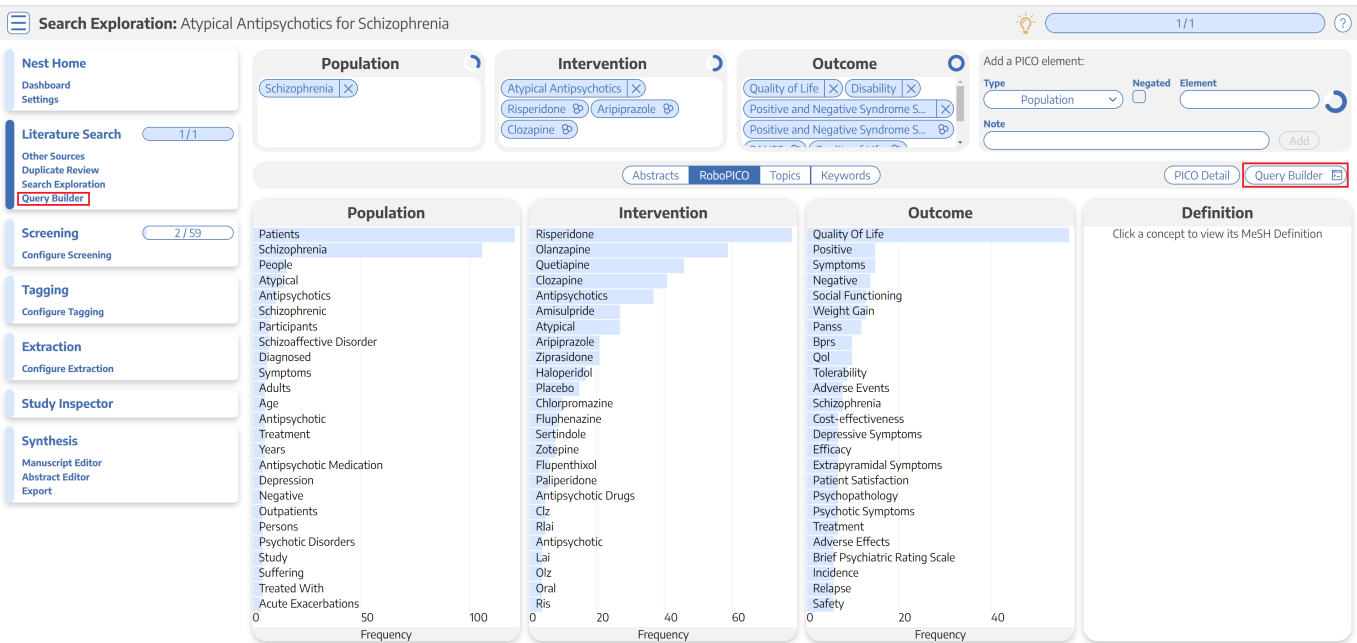 Search Exploration: Atypical Antipsychotics for Schizophrenia
1/1
?
Nest Home
Dashboard
Settings
Literature Search
1/1
Other Sources
Duplicate Review
Search Exploration
Query Builder
Screening
2/59
Configure Screening
Tagging
Configure Tagging
Extraction
Configure Extraction
Study Inspector
Synthesis
Manuscript Editor
Abstract Editor
Export
Population
Schizophrenia
Intervention
Atypical Antipsychotics
Risperidone Aripiprazole
Clozapine
Outcome
Quality of Life Disability
Positive and Negative Syndrome S...
Positive and Negative Syndrome S...
PANSS Quality of Life
Add a PICO element:
Type Negated Element
Population
Note
Add
Abstracts RoboPICO Topics Keywords
PICO Detail Query Builder
Population
Patients
Schizophrenia
People
Atypical
Antipsychotics
Schizophrenic
Participants
Schizoaffective Disorder
Diagnosed
Symptoms
Adults
Age
Antipsychotic
Treatment
Years
Antipsychotic Medication
Depression
Negative
Outpatients
Persons
Psychotic Disorders
Study
Suffering
Treated With
Acute Exacerbations
0 50 100
Frequency
Intervention
Risperidone
Olanzapine
Quetiapine
Clozapine
Antipsychotics
Amisulpride
Atypical
Aripiprazole
Ziprasidone
Haloperidol
Placebo
Chlorpromazine
Fluphenazine
Sertindole
Zotepine
Flupenthixol
Paliperidone
Antipsychotic Drugs
Clz
Rlai
Antipsychotic
Lai
Olz
Oral
Ris
0 20 40 60
Frequency
Outcome
Quality Of Life
Positive
Symptoms
Negative
Social Functioning
Weight Gain
Panss
Bprs
Qol
Tolerability
Adverse Events
Schizophrenia
Cost-effectiveness
Depressive Symptoms
Efficacy
Extrapyramidal Symptoms
Patient Satisfaction
Psychopathology
Psychotic Symptoms
Treatment
Adverse Effects
Brief Psychiatric Rating Scale
Incidence
Relapse
Safety
0 20 40
Frequency
Definition
Click a concept to view its MeSH Definition